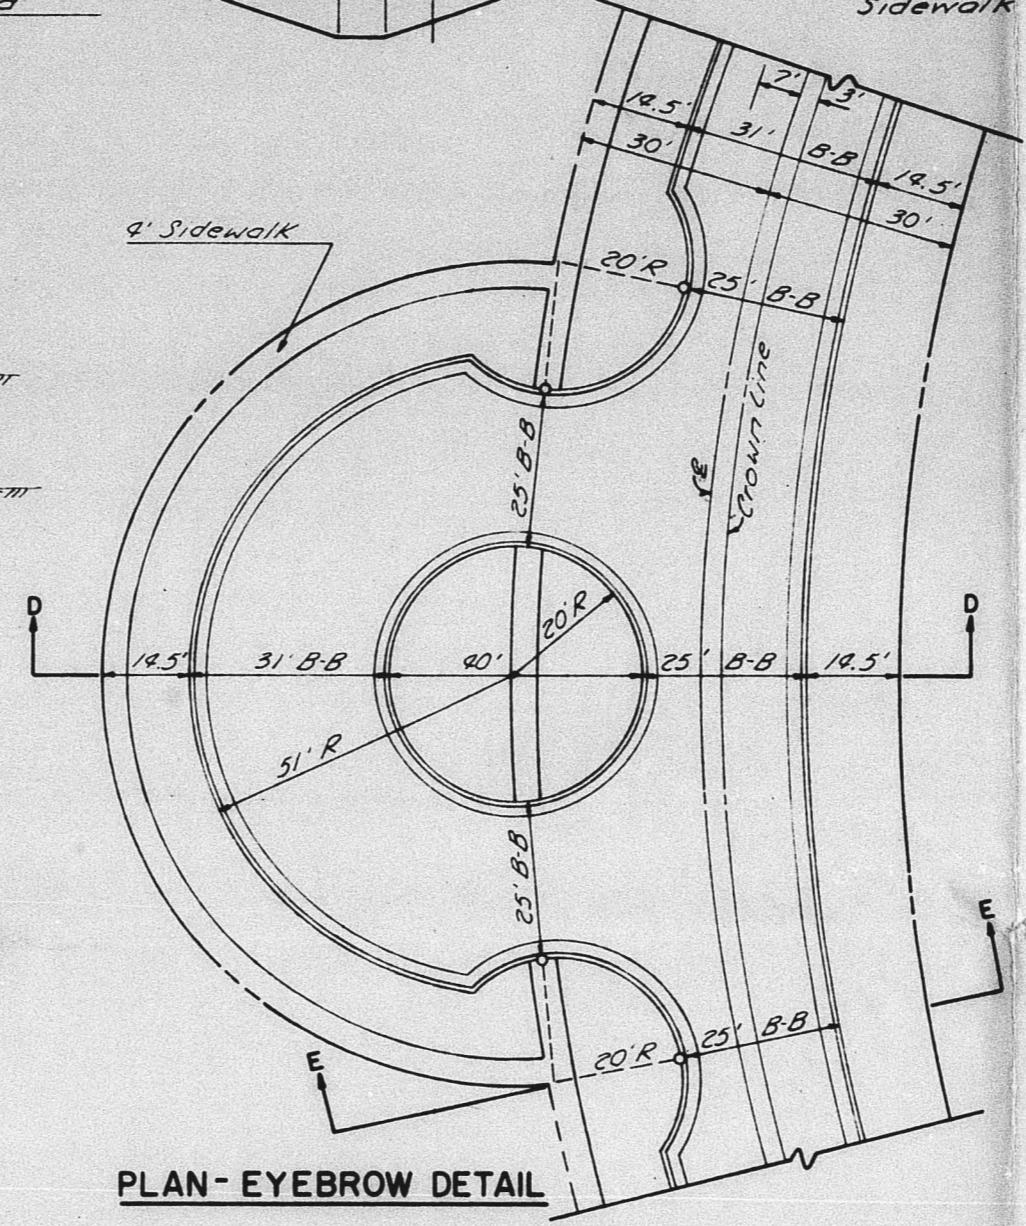 Sidewalk
7'
3'
14.5'
31' B-B
14.5'
30'
30'
4' Sidewalk
20'R
25' B-B
25' B-B
℄
Crown Line
20'R
D
D
14.5'
31' B-B
40'
25' B-B
14.5'
51' R
25' B-B
E
20'R
25' B-B
E
PLAN- EYEBROW DETAIL